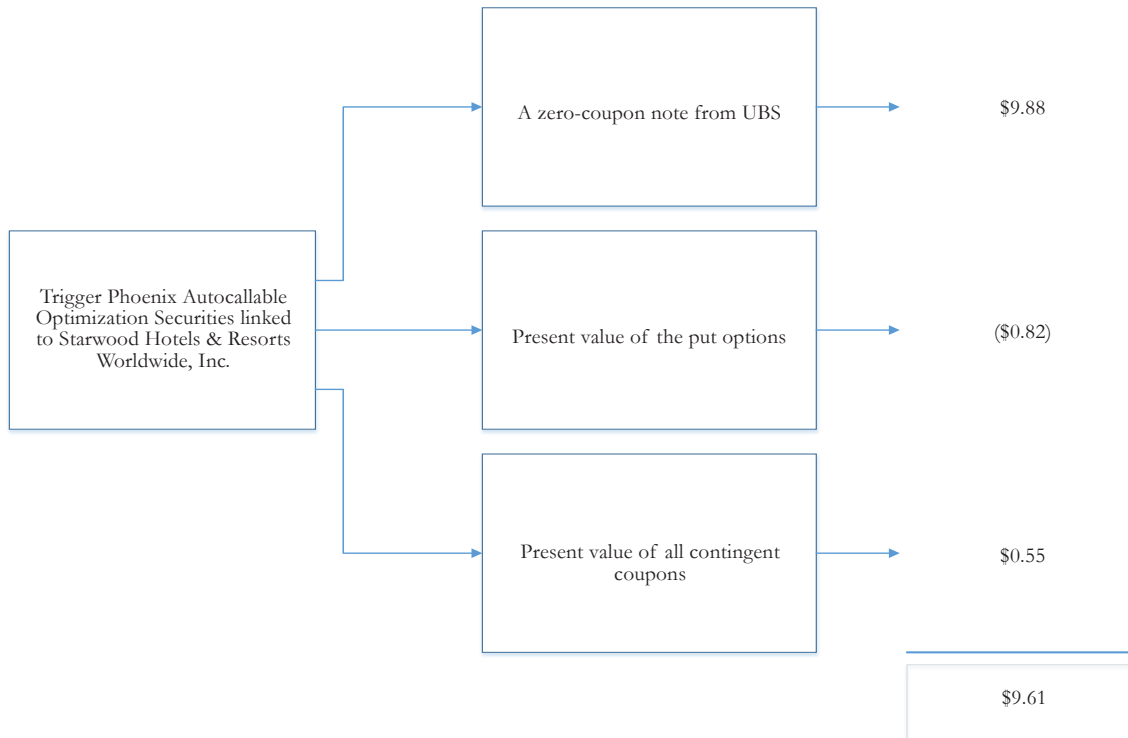 A zero-coupon note from UBS
$9.88
Trigger Phoenix Autocallable
Optimization Securities linked
to Starwood Hotels & Resorts
Worldwide, Inc.
Present value of the put options
($0.82)
Present value of all contingent
coupons
$0.55
$9.61